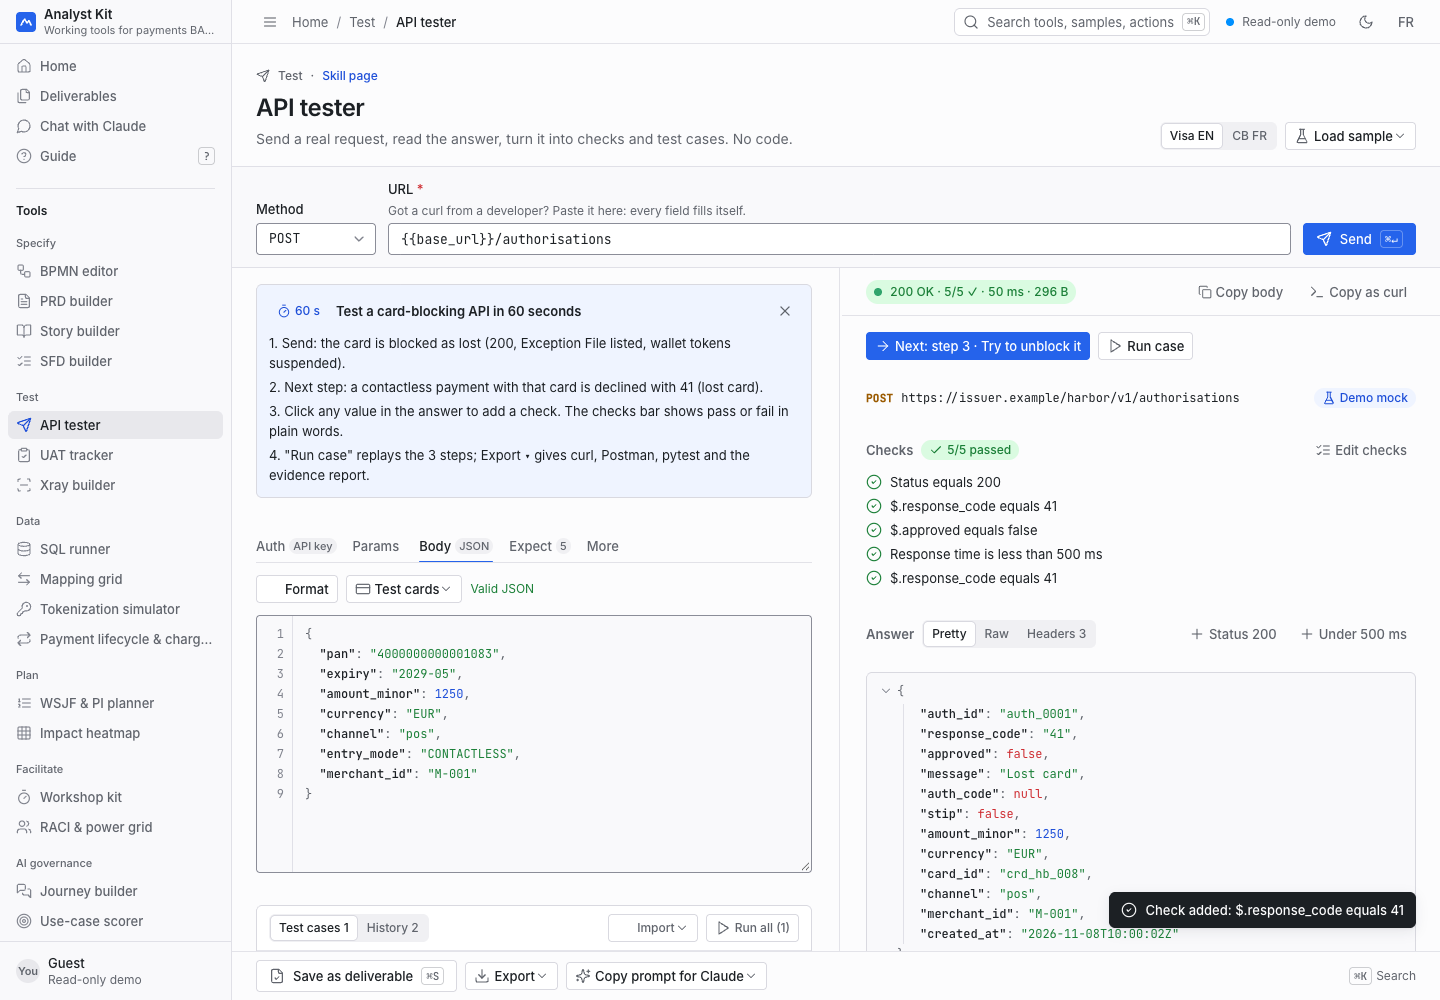 Analyst Kit
Working tools for payments BA...
Home / Test / API tester
Search tools, samples, actions ⌘K
Read-only demo
FR
Home
Deliverables
Chat with Claude
Guide ?
Tools
Specify
BPMN editor
PRD builder
Story builder
SFD builder
Test
API tester
UAT tracker
Xray builder
Data
SQL runner
Mapping grid
Tokenization simulator
Payment lifecycle & charg...
Plan
WSJF & PI planner
Impact heatmap
Facilitate
Workshop kit
RACI & power grid
AI governance
Journey builder
Use-case scorer
You
Guest
Read-only demo
Test · Skill page
API tester
Send a real request, read the answer, turn it into checks and test cases. No code.
Visa EN CB FR
Load sample
Method
POST
URL *
Got a curl from a developer? Paste it here: every field fills itself.
{{base_url}}/authorisations
Send ⌘↵
60 s Test a card-blocking API in 60 seconds
1. Send: the card is blocked as lost (200, Exception File listed, wallet tokens
suspended).
2. Next step: a contactless payment with that card is declined with 41 (lost card).
3. Click any value in the answer to add a check. The checks bar shows pass or fail in
plain words.
4. "Run case" replays the 3 steps; Export ▾ gives curl, Postman, pytest and the
evidence report.
Auth API key Params Body JSON Expect 5 More
Format Test cards Valid JSON
1 {
2 "pan": "4000000000001083",
3 "expiry": "2029-05",
4 "amount_minor": 1250,
5 "currency": "EUR",
6 "channel": "pos",
7 "entry_mode": "CONTACTLESS",
8 "merchant_id": "M-001"
9 }
Test cases 1 History 2
Import Run all (1)
200 OK · 5/5 ✓ · 50 ms · 296 B
Copy body Copy as curl
Next: step 3 · Try to unblock it
Run case
POST https://issuer.example/harbor/v1/authorisations
Demo mock
Checks 5/5 passed
Edit checks
Status equals 200
$.response_code equals 41
$.approved equals false
Response time is less than 500 ms
$.response_code equals 41
Answer Pretty Raw Headers 3
+ Status 200 + Under 500 ms
{
"auth_id": "auth_0001",
"response_code": "41",
"approved": false,
"message": "Lost card",
"auth_code": null,
"stip": false,
"amount_minor": 1250,
"currency": "EUR",
"card_id": "crd_hb_008",
"channel": "pos",
"merchant_id": "M-001",
"created_at": "2026-11-08T10:00:02Z"
}
Check added: $.response_code equals 41
Save as deliverable ⌘S
Export
Copy prompt for Claude
⌘K Search